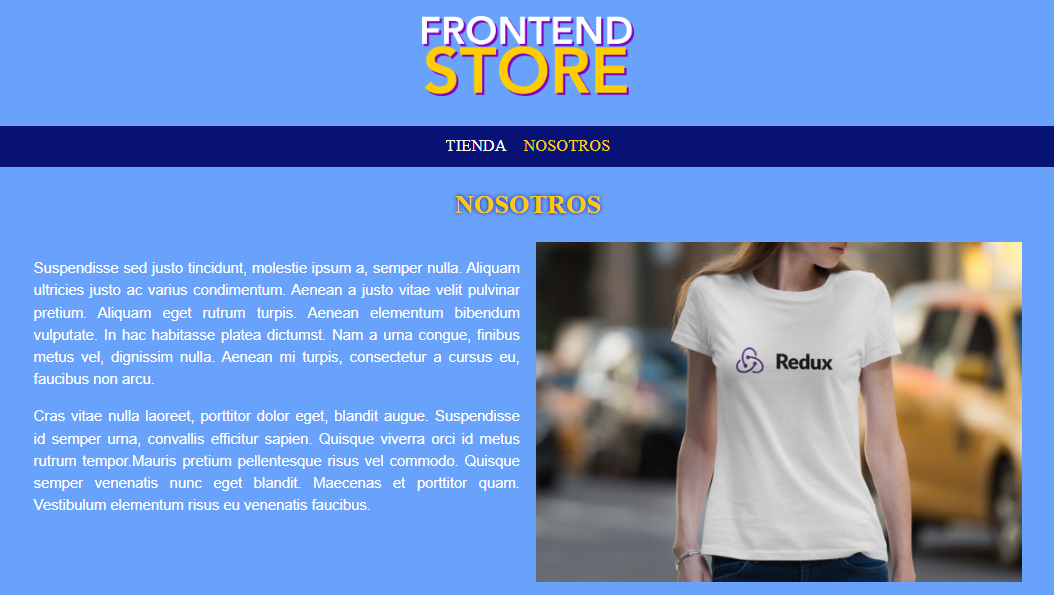 FRONTEND
STORE
TIENDA NOSOTROS
NOSOTROS
Suspendisse sed justo tincidunt, molestie ipsum a, semper nulla. Aliquam
ultricies justo ac varius condimentum. Aenean a justo vitae velit pulvinar
pretium. Aliquam eget rutrum turpis. Aenean elementum bibendum
vulputate. In hac habitasse platea dictumst. Nam a urna congue, finibus
metus vel, dignissim nulla. Aenean mi turpis, consectetur a cursus eu,
faucibus non arcu.
Cras vitae nulla laoreet, porttitor dolor eget, blandit augue. Suspendisse
id semper urna, convallis efficitur sapien. Quisque viverra orci id metus
rutrum tempor.Mauris pretium pellentesque risus vel commodo. Quisque
semper venenatis nunc eget blandit. Maecenas et porttitor quam.
Vestibulum elementum risus eu venenatis faucibus.
Redux